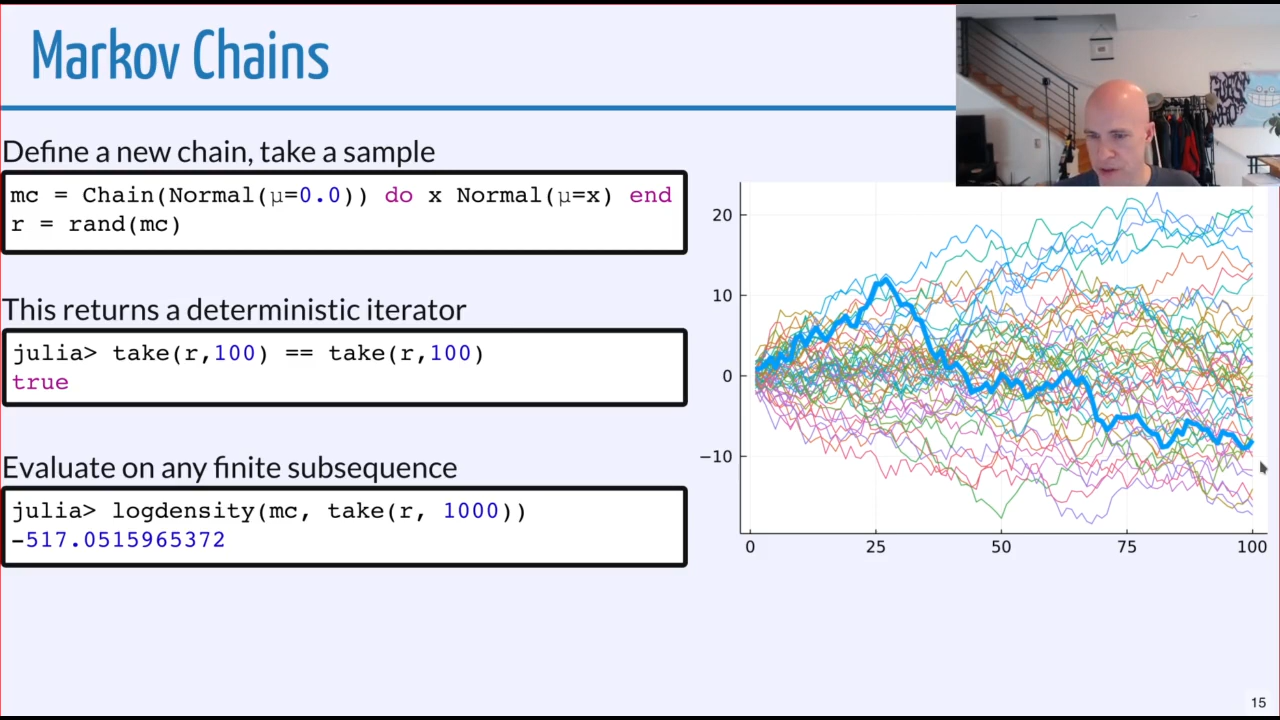 Markov Chains
Define a new chain, take a sample
mc = Chain(Normal(μ=0.0)) do x Normal(μ=x) end
r = rand(mc)
This returns a deterministic iterator
julia> take(r,100) == take(r,100)
true
Evaluate on any finite subsequence
julia> logdensity(mc, take(r, 1000))
-517.0515965372
20
10
0
−10
0 25 50 75 100
15